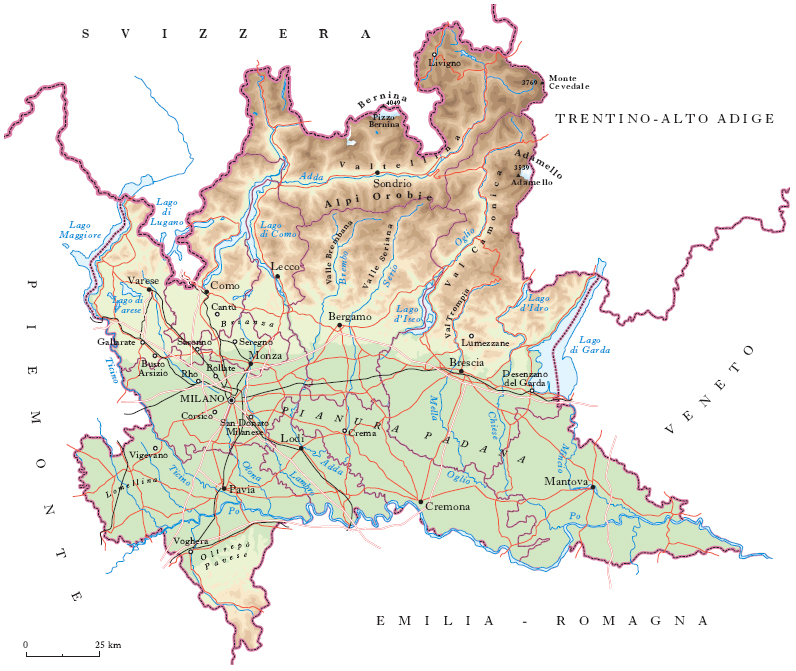 SVIZZERA
Livigno
3769
Monte
Cevedale
Bernina
4049
Pizzo
Bernina
TRENTINO-ALTO ADIGE
Valtellina
Adamello
3539
Adamello
Adda
Sondrio
Alpi Orobie
Val Camonica
Lago
Maggiore
Lago
di
Lugano
Lago
di Como
Valle Brembana
Brembo
Valle Seriana
Serio
Oglio
Lecco
Varese
Como
Lago di
Varese
Cantù
Brianza
Bergamo
Lago
d'Iseo
Val Trompia
Lago
d'Idro
Lago
di Garda
Gallarate
Saronno
Seregno
Lumezzane
Monza
Busto
Arsizio
Bollate
Rho
Brescia
Desenzano
del Garda
Ticino
MILANO
Corsico
San Donato
Milanese
PIANURA PADANA
Mella
Chiese
Crema
Lodi
Vigevano
Lomellina
Ticino
Olona
Lambro
Adda
Oglio
Mincio
Mantova
Pavia
Po
Cremona
Po
Voghera
Oltrepò
Pavese
PIEMONTE
VENETO
EMILIA - ROMAGNA
0 25 km